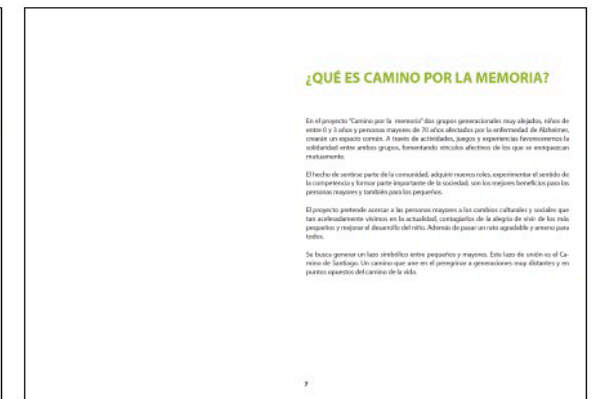 ¿QUÉ ES CAMINO POR LA MEMORIA?
En el proyecto "Camino por la memoria" dos grupos generacionales muy alejados, niños de
entre 0 y 3 años y personas mayores de 70 años afectados por la enfermedad de Alzheimer,
crearán un espacio común. A través de actividades, juegos y experiencias favoreceremos la
solidaridad entre ambos grupos, fomentando vínculos afectivos de los que se enriquezcan
mutuamente.
El hecho de sentirse parte de la comunidad, adquirir nuevos roles, experimentar el sentido de
la competencia y formar parte importante de la sociedad, son los mejores beneficios para las
personas mayores y también para los pequeños.
El proyecto pretende acercar a las personas mayores a los cambios culturales y sociales que
tan aceleradamente vivimos en la actualidad, contagiarlos de la alegría de vivir de los más
pequeños y mejorar el desarrollo del niño. Además de pasar un rato agradable y ameno para
todos.
Se busca generar un lazo simbólico entre pequeños y mayores. Este lazo de unión es el Ca-
mino de Santiago. Un camino que une en el peregrinar a generaciones muy distantes y en
puntos opuestos del camino de la vida.
7